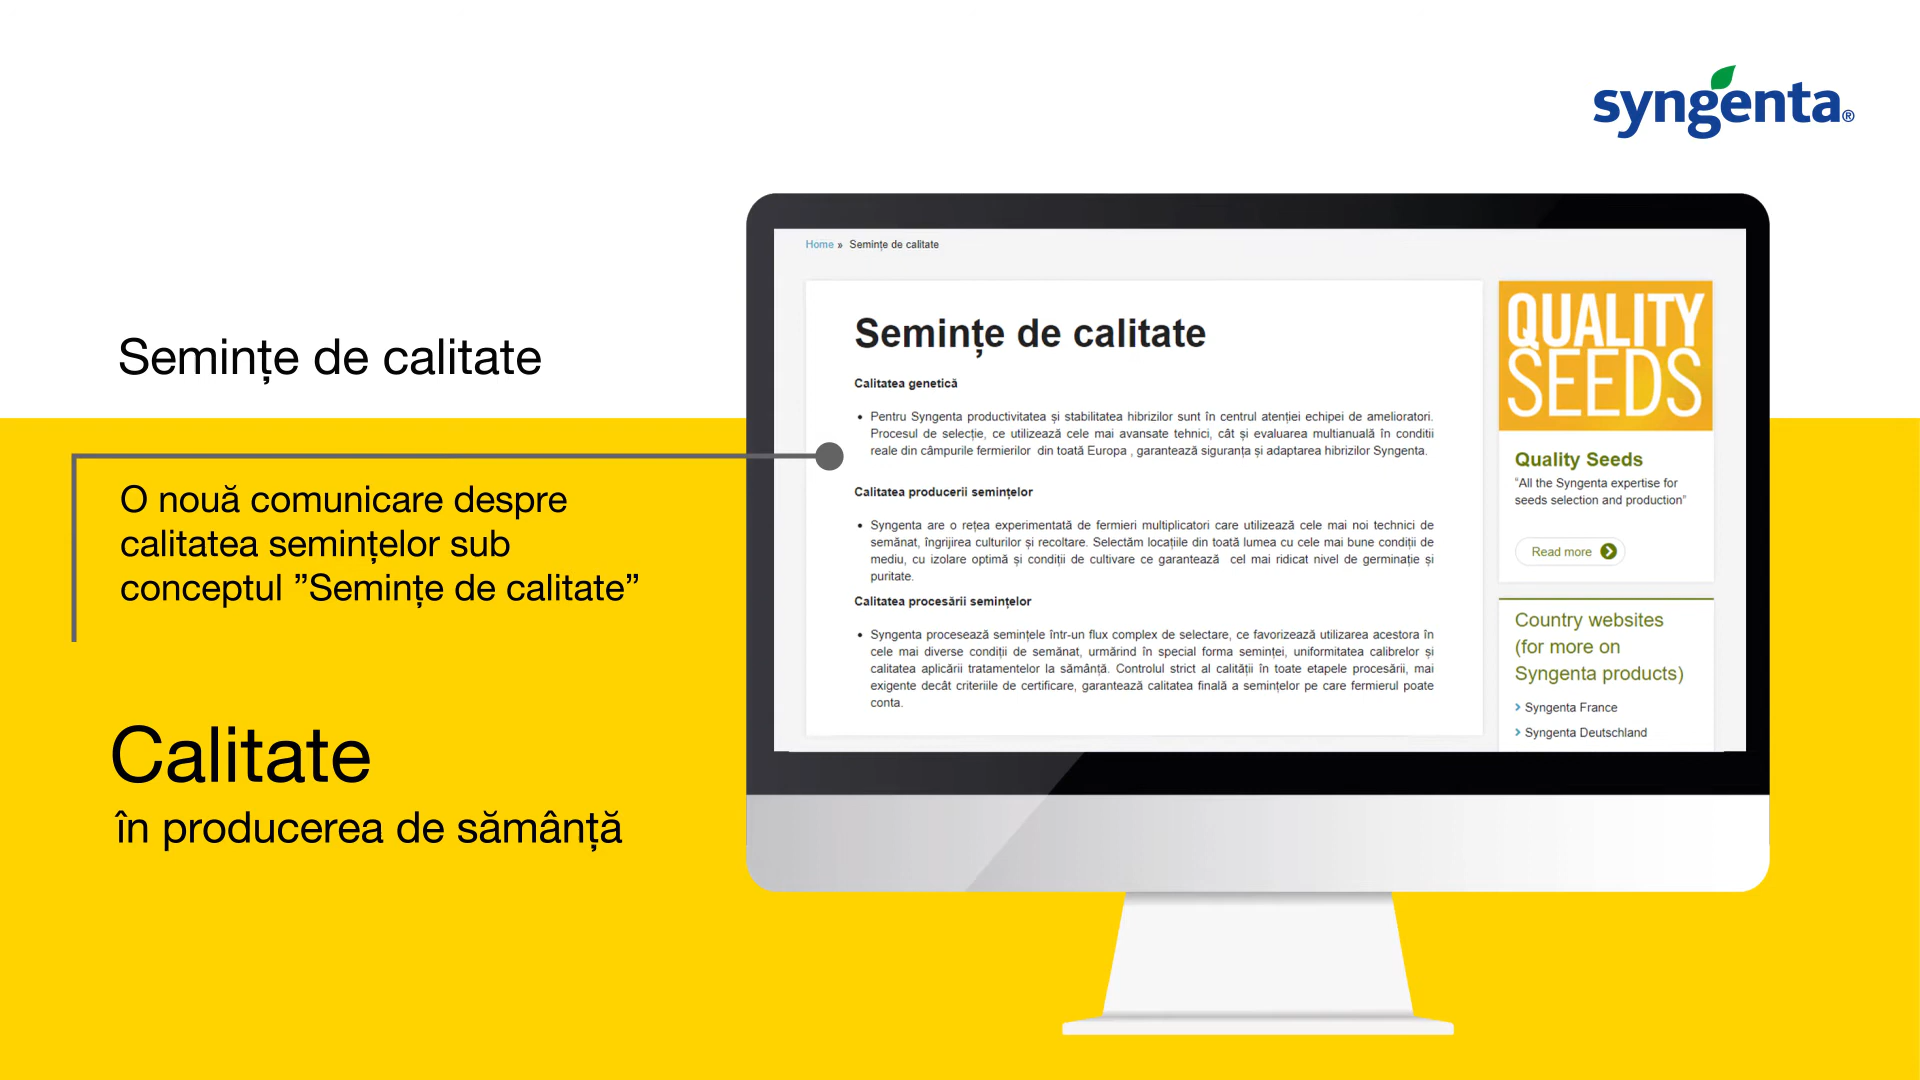 syngenta®
Semințe de calitate
O nouă comunicare despre
calitatea semințelor sub
conceptul ”Semințe de calitate”
Calitate
în producerea de sămânță
Home » Semințe de calitate
Semințe de calitate
Calitatea genetică
• Pentru Syngenta productivitatea și stabilitatea hibrizilor sunt în centrul atenției echipei de amelioratori.
Procesul de selecție, ce utilizează cele mai avansate tehnici, cât și evaluarea multianuală în conditii
reale din câmpurile fermierilor din toată Europa , garantează siguranța și adaptarea hibrizilor Syngenta.
Calitatea producerii semințelor
• Syngenta are o rețea experimentată de fermieri multiplicatori care utilizează cele mai noi technici de
semănat, îngrijirea culturilor și recoltare. Selectăm locațiile din toată lumea cu cele mai bune condiții de
mediu, cu izolare optimă și condiții de cultivare ce garantează cel mai ridicat nivel de germinație și
puritate.
Calitatea procesării semințelor
• Syngenta procesează semințele într-un flux complex de selectare, ce favorizează utilizarea acestora în
cele mai diverse condiții de semănat, urmărind în special forma seminței, uniformitatea calibrelor și
calitatea aplicării tratamentelor la sămânță. Controlul strict al calității în toate etapele procesării, mai
exigente decât criteriile de certificare, garantează calitatea finală a semințelor pe care fermierul poate
conta.
QUALITY
SEEDS
Quality Seeds
“All the Syngenta expertise for
seeds selection and production”
Read more
Country websites
(for more on
Syngenta products)
Syngenta France
Syngenta Deutschland